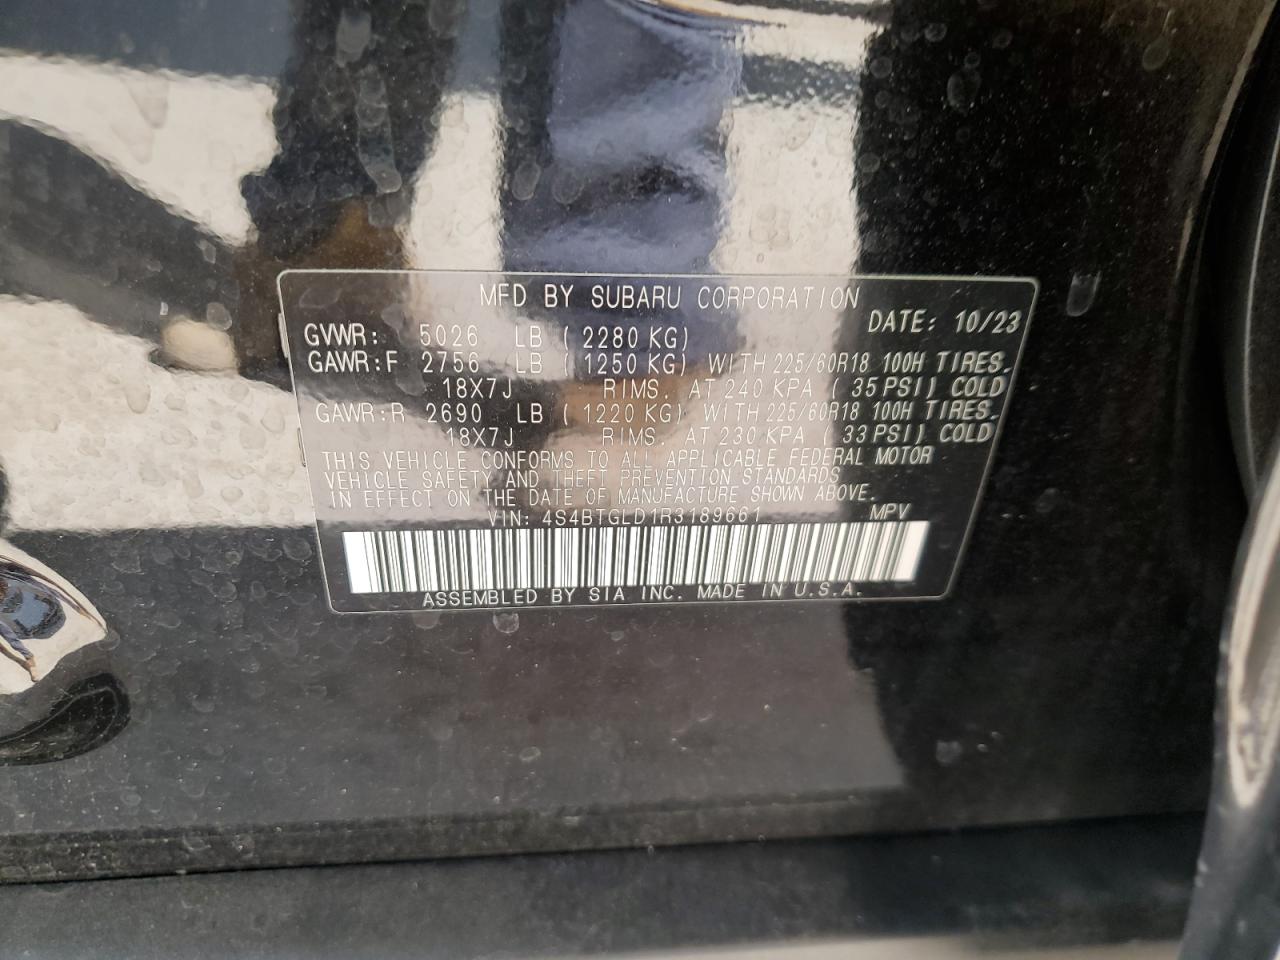 MFD BY SUBARU CORPORATION
DATE: 10/23
GVWR: 5026 LB ( 2280 KG)
GAWR:F 2756 LB ( 1250 KG) WITH 225/60R18 100H TIRES.
18X7J RIMS. AT 240 KPA ( 35 PSI) COLD
GAWR:R 2690 LB ( 1220 KG) WITH 225/60R18 100H TIRES.
18X7J RIMS. AT 230 KPA ( 33 PSI) COLD
THIS VEHICLE CONFORMS TO ALL APPLICABLE FEDERAL MOTOR
VEHICLE SAFETY AND THEFT PREVENTION STANDARDS
IN EFFECT ON THE DATE OF MANUFACTURE SHOWN ABOVE.
VIN: 4S4BTGLD1R3189661 MPV
ASSEMBLED BY SIA INC. MADE IN U.S.A.